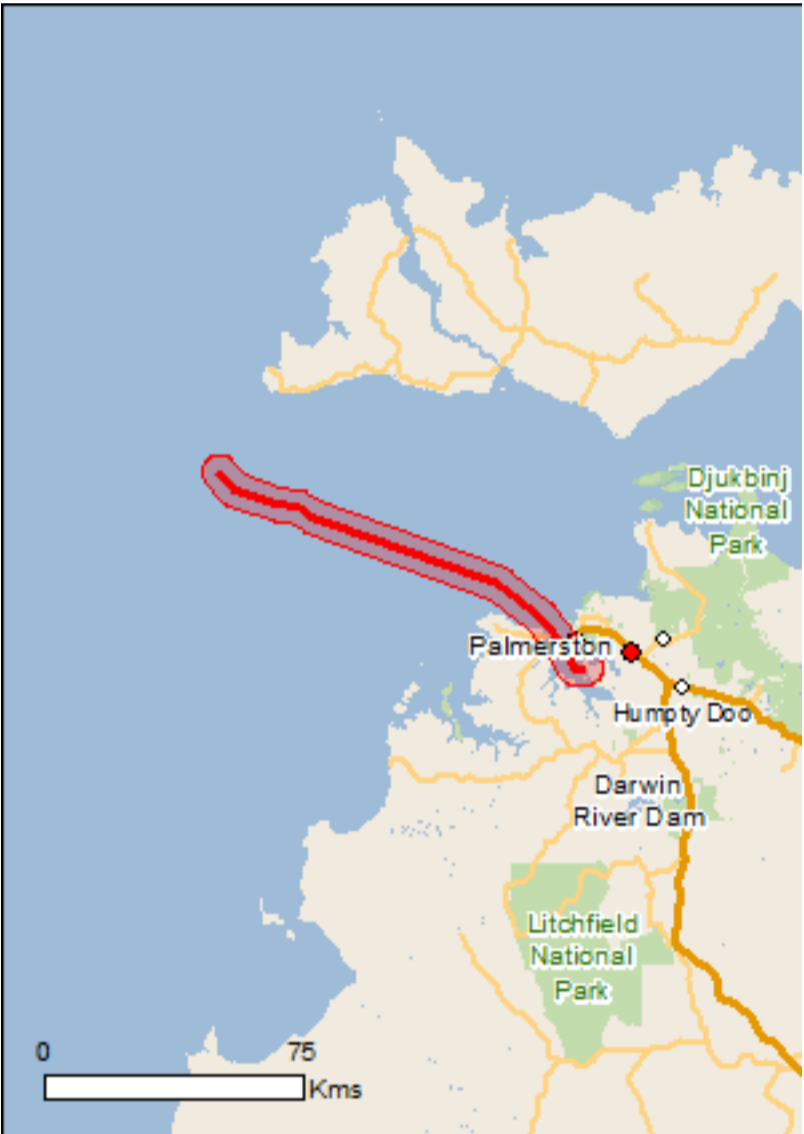 Djukbinj
National
Park
Palmerston
Humpty Doo
Darwin
River Dam
Litchfield
National
Park
0 75
Kms